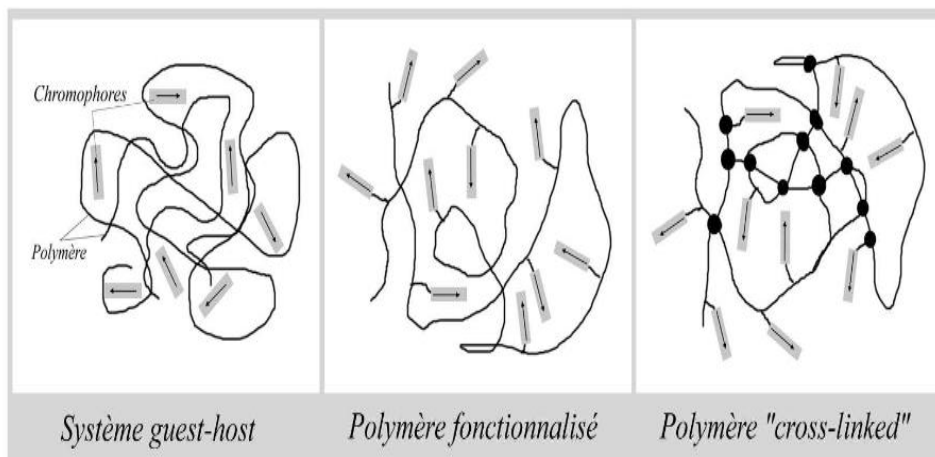 Chromophores
Polymère
Système guest-host
Polymère fonctionnalisé
Polymère "cross-linked"